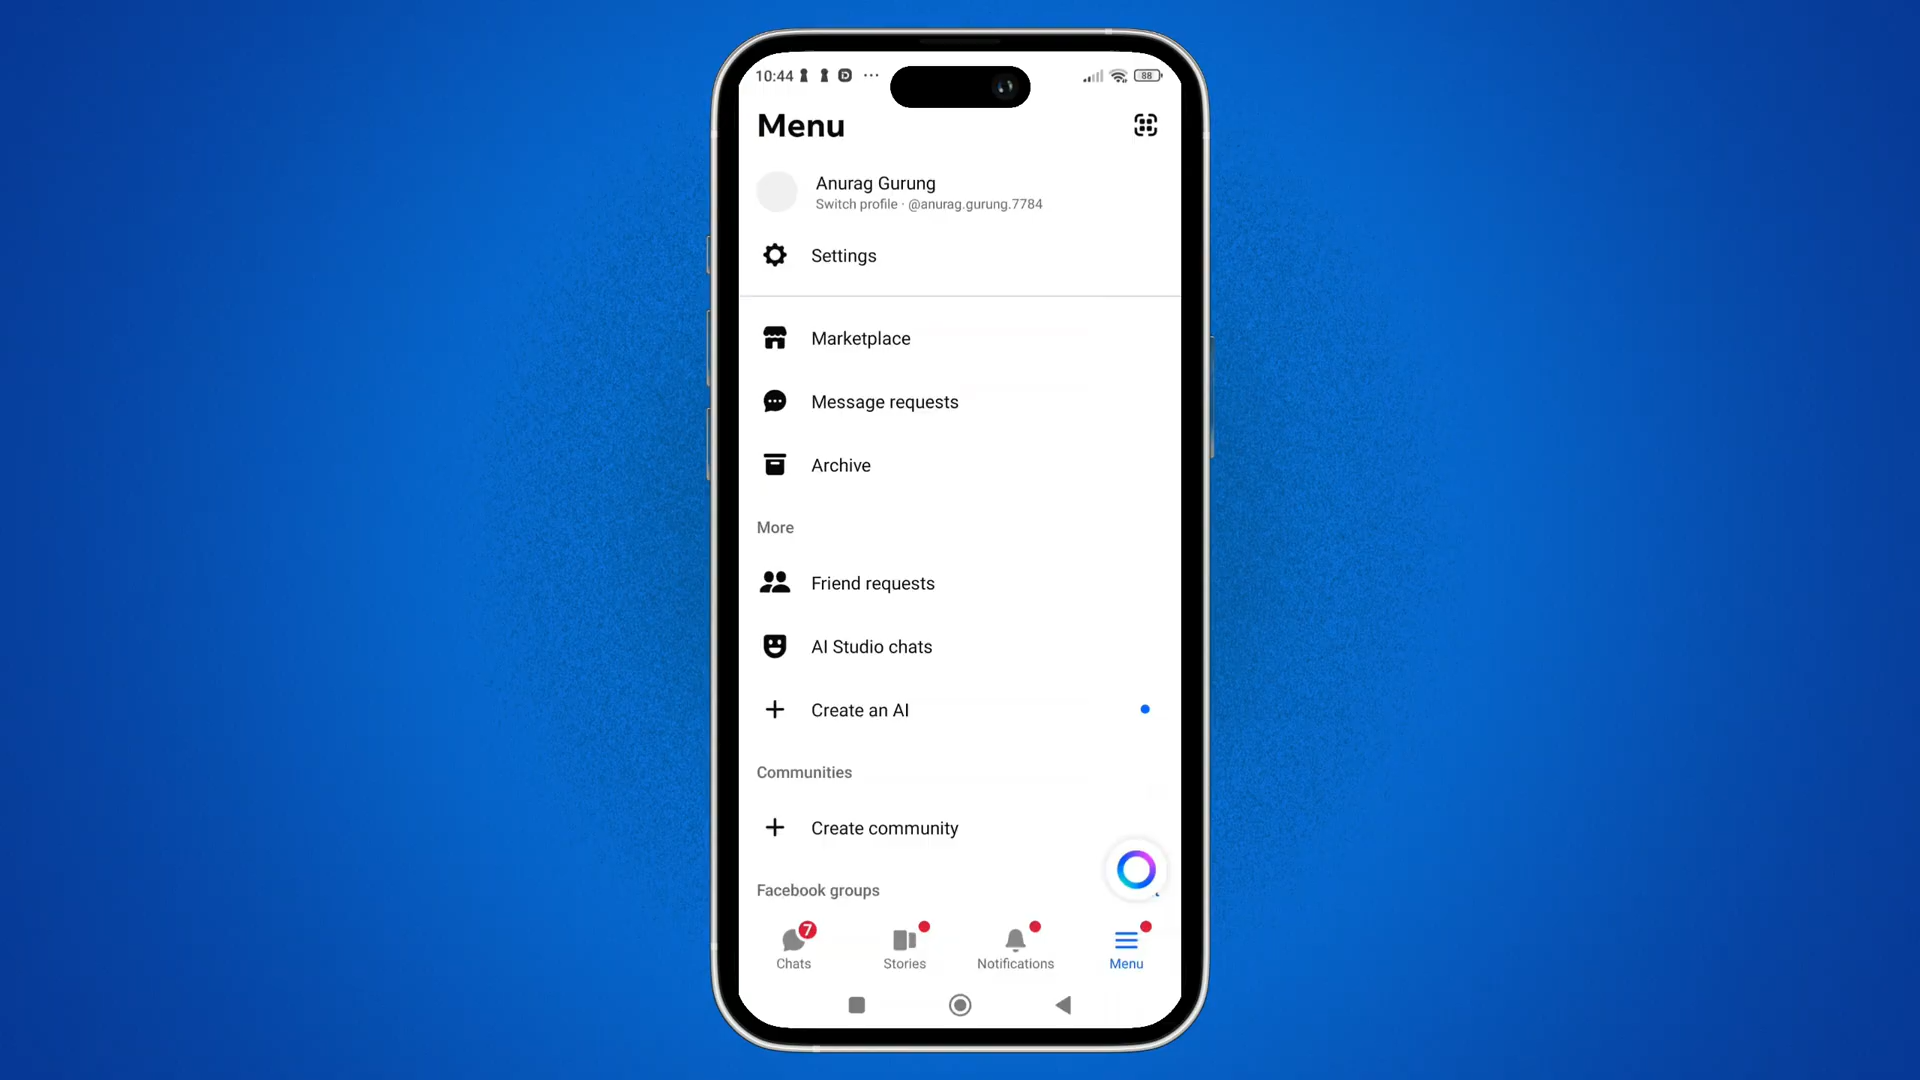 10:44
88
Menu
Anurag Gurung
Switch profile · @anurag.gurung.7784
Settings
Marketplace
Message requests
Archive
More
Friend requests
AI Studio chats
Create an AI
Communities
Create community
Facebook groups
7
Chats
Stories
Notifications
Menu